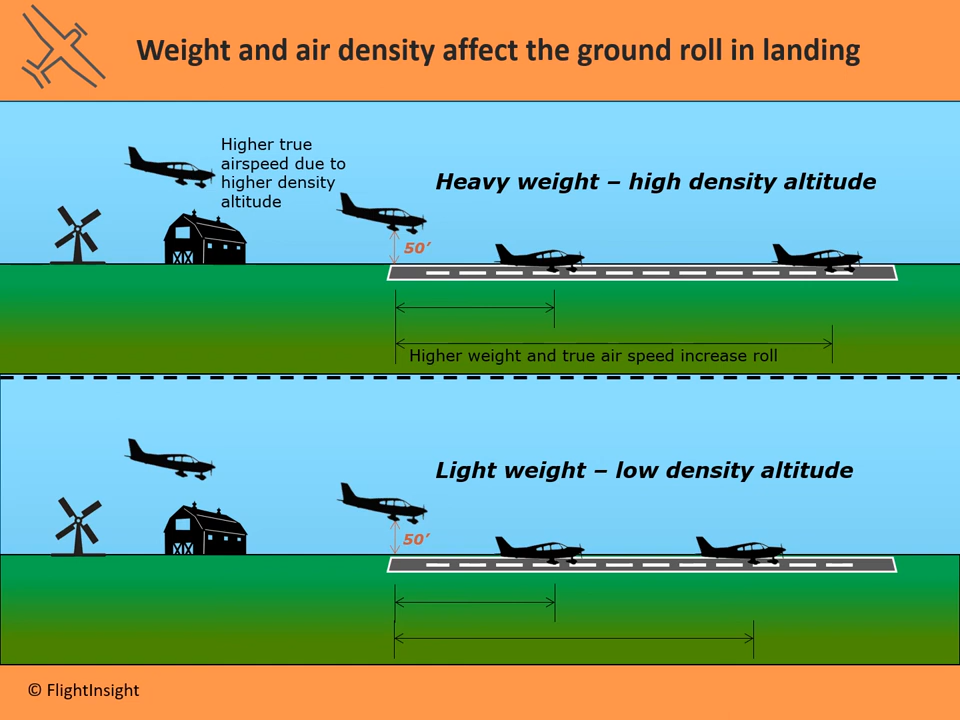 Weight and air density affect the ground roll in landing
Higher true
airspeed due to
higher density
altitude
Heavy weight – high density altitude
50’
Higher weight and true air speed increase roll
Light weight – low density altitude
50’
© FlightInsight